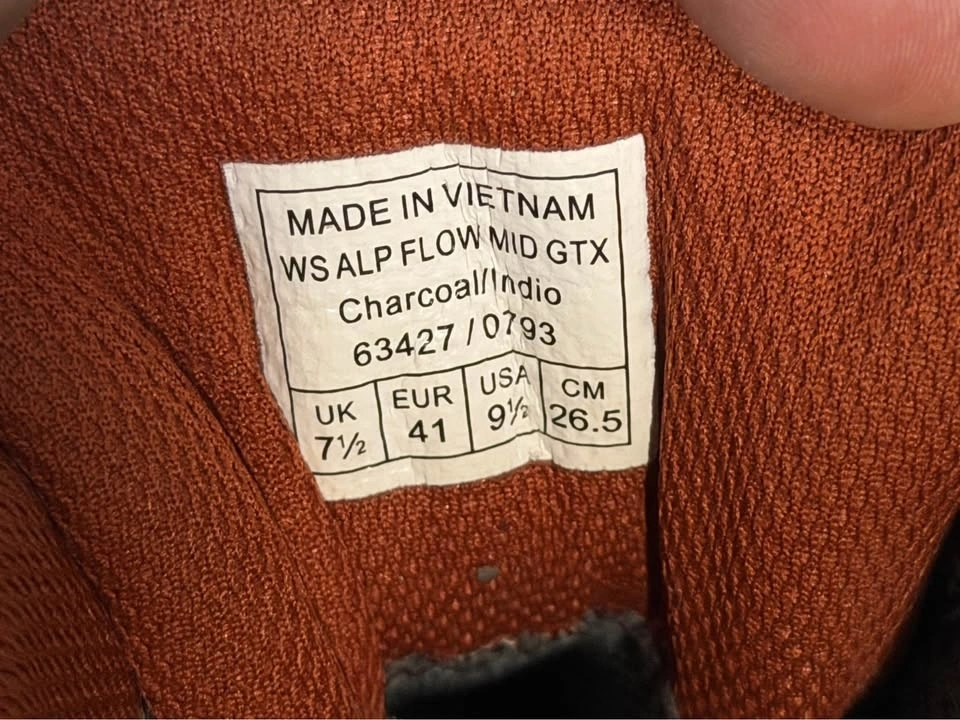 MADE IN VIETNAM
WS ALP FLOW MID GTX
Charcoal/Indio
63427 / 0793
UK EUR USA CM
7½ 41 9½ 26.5